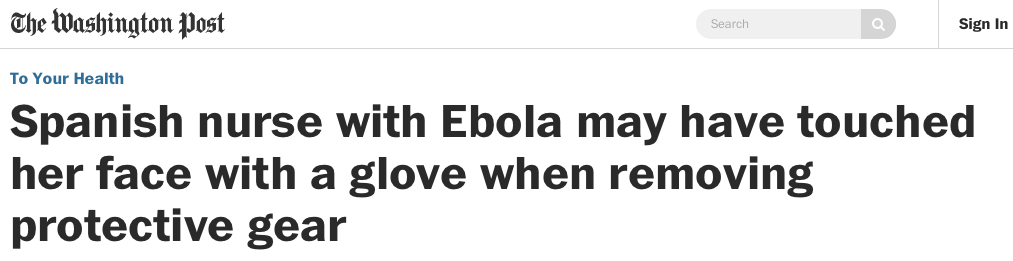 The Washington Post
Search
Sign In
To Your Health
Spanish nurse with Ebola may have touched
her face with a glove when removing
protective gear